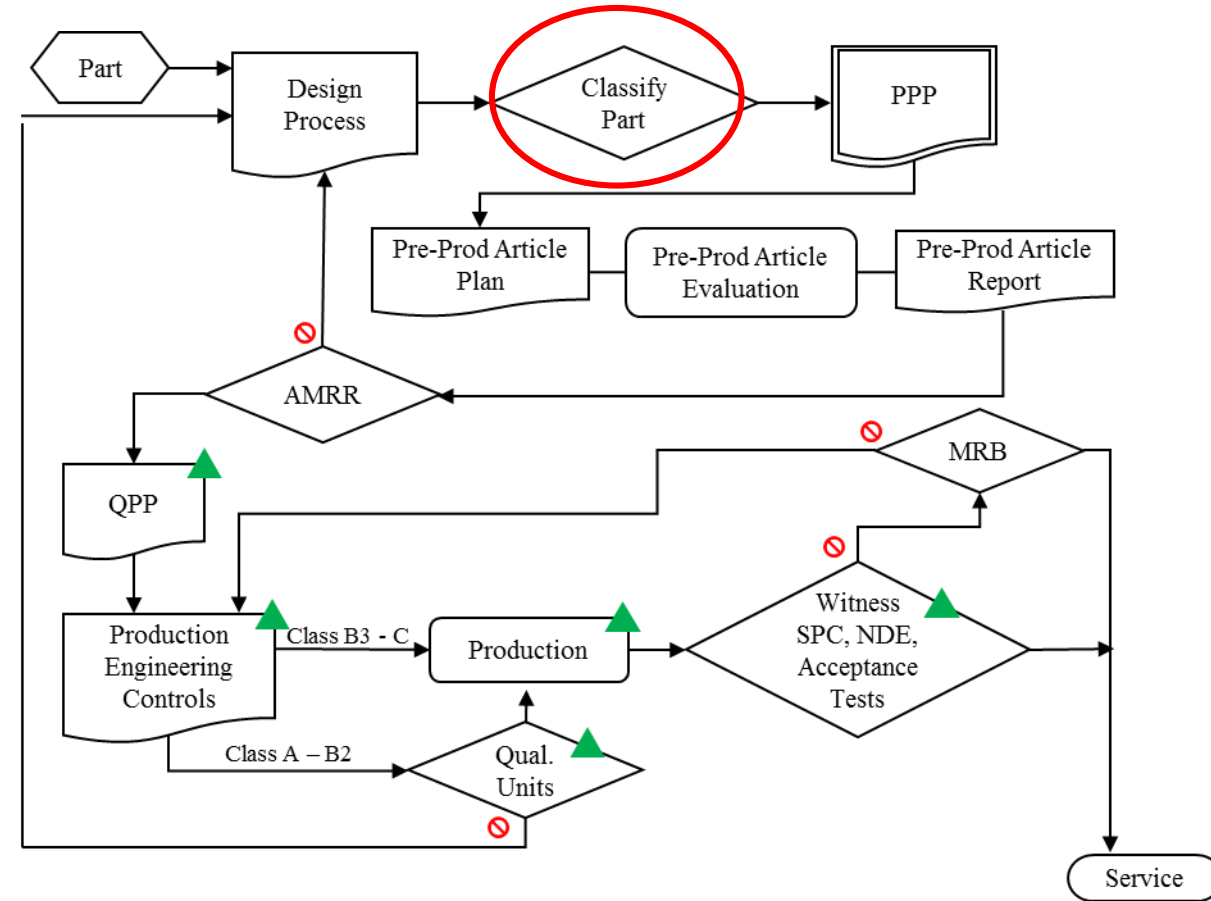 Part
Design
Process
Classify
Part
PPP
Pre-Prod Article
Plan
Pre-Prod Article
Evaluation
Pre-Prod Article
Report
AMRR
MRB
QPP
Production
Engineering
Controls
Class B3 - C
Production
Witness
SPC, NDE,
Acceptance
Tests
Class A – B2
Qual.
Units
Service